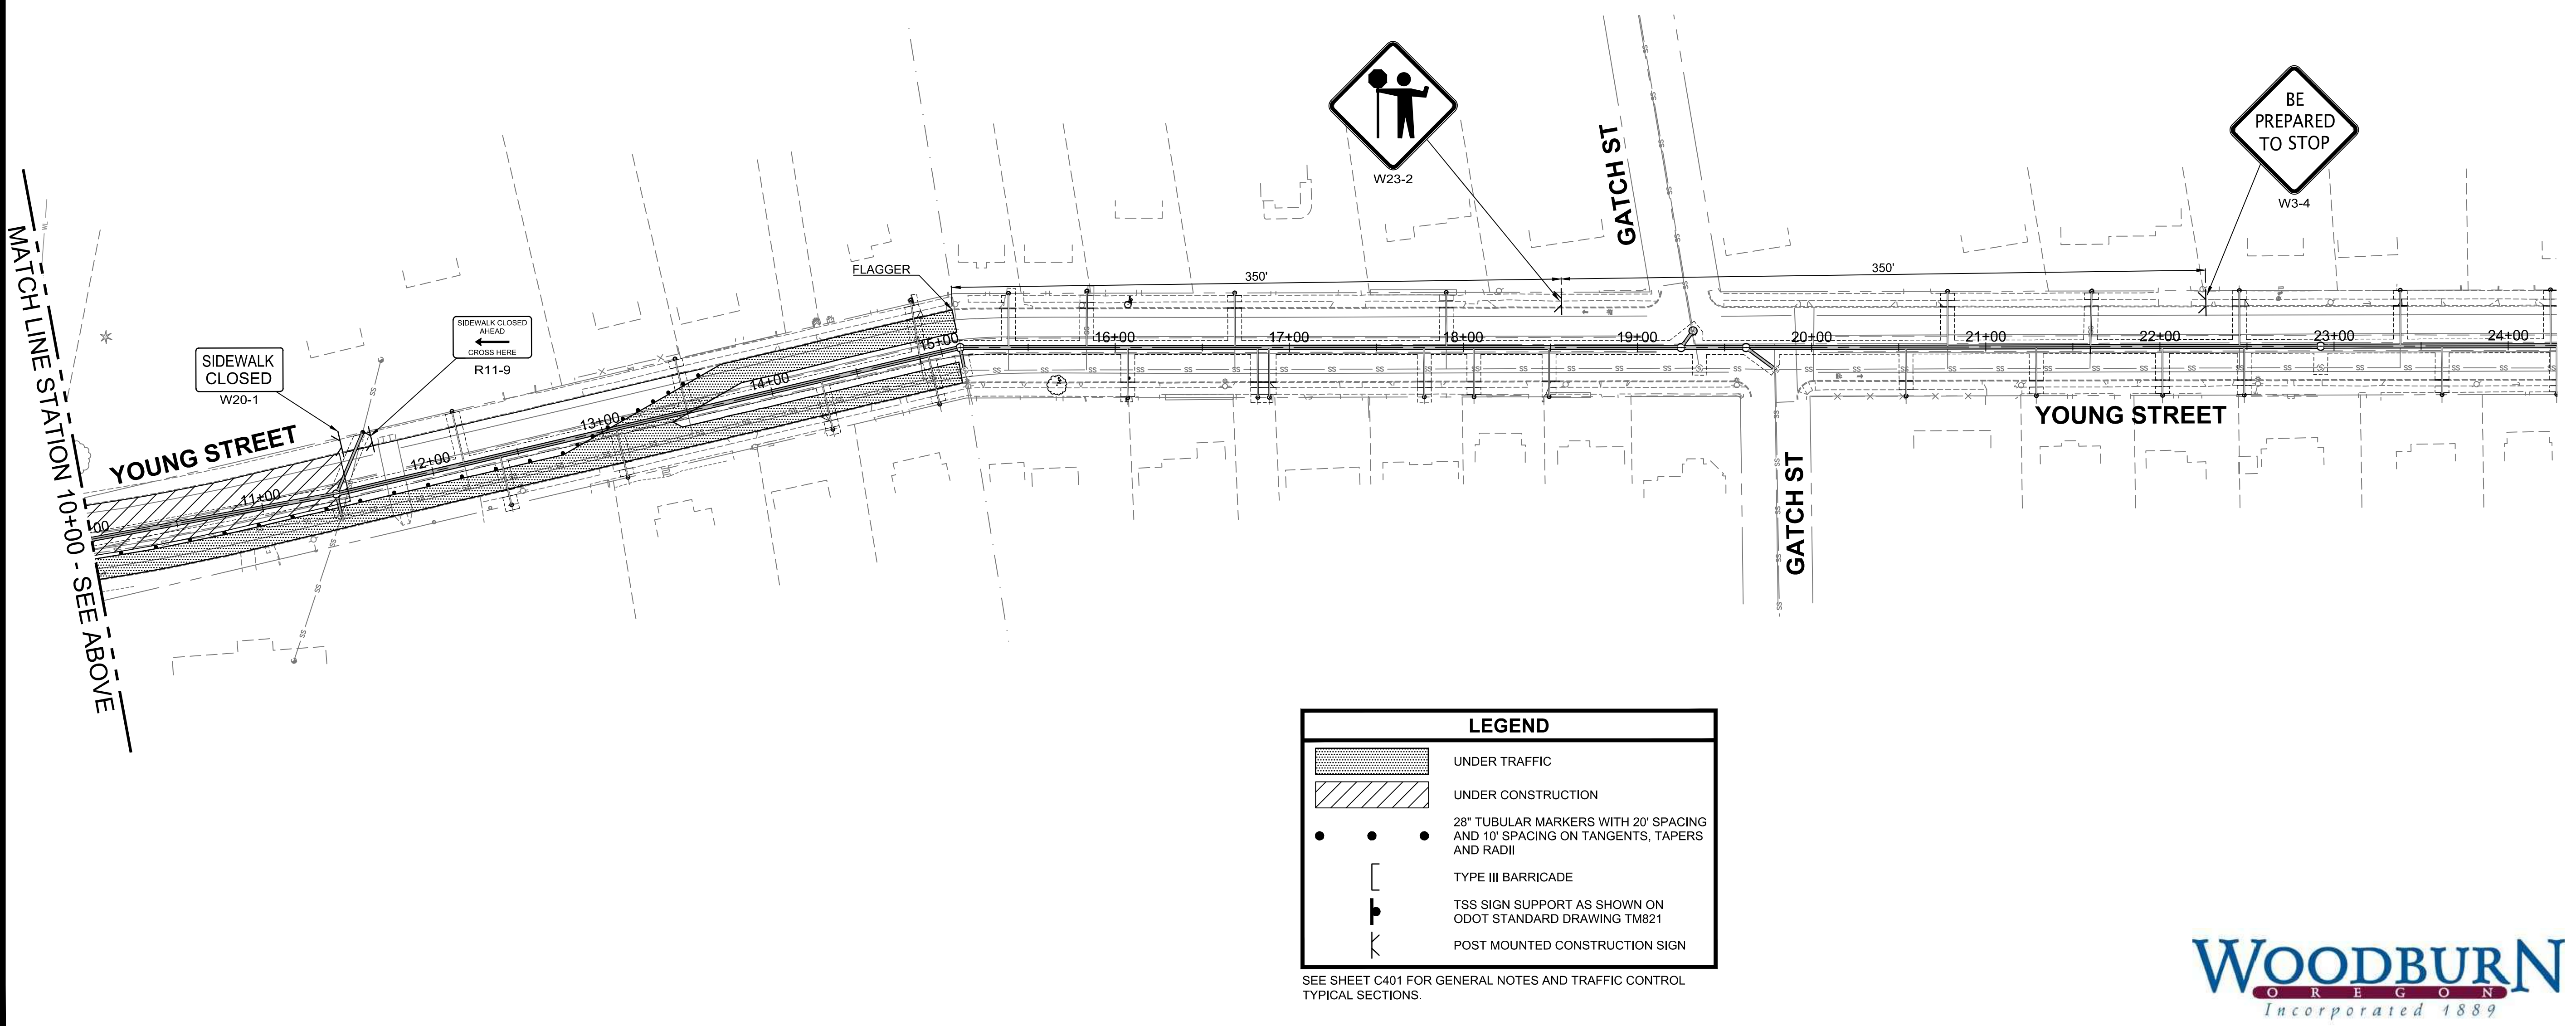 BE
PREPARED
TO STOP
W3-4
W23-2
GATCH ST
FLAGGER
350'
350'
SIDEWALK CLOSED
AHEAD
CROSS HERE
R11-9
SIDEWALK
CLOSED
W20-1
MATCH LINE STATION 10+00 - SEE ABOVE
YOUNG STREET
00
11+00
12+00
13+00
14+00
15+00
16+00
17+00
18+00
19+00
20+00
21+00
22+00
23+00
24+00
YOUNG STREET
GATCH ST
LEGEND
UNDER TRAFFIC
UNDER CONSTRUCTION
28" TUBULAR MARKERS WITH 20' SPACING
AND 10' SPACING ON TANGENTS, TAPERS
AND RADII
TYPE III BARRICADE
TSS SIGN SUPPORT AS SHOWN ON
ODOT STANDARD DRAWING TM821
POST MOUNTED CONSTRUCTION SIGN
SEE SHEET C401 FOR GENERAL NOTES AND TRAFFIC CONTROL
TYPICAL SECTIONS.
WOODBURN
OREGON
Incorporated 1889